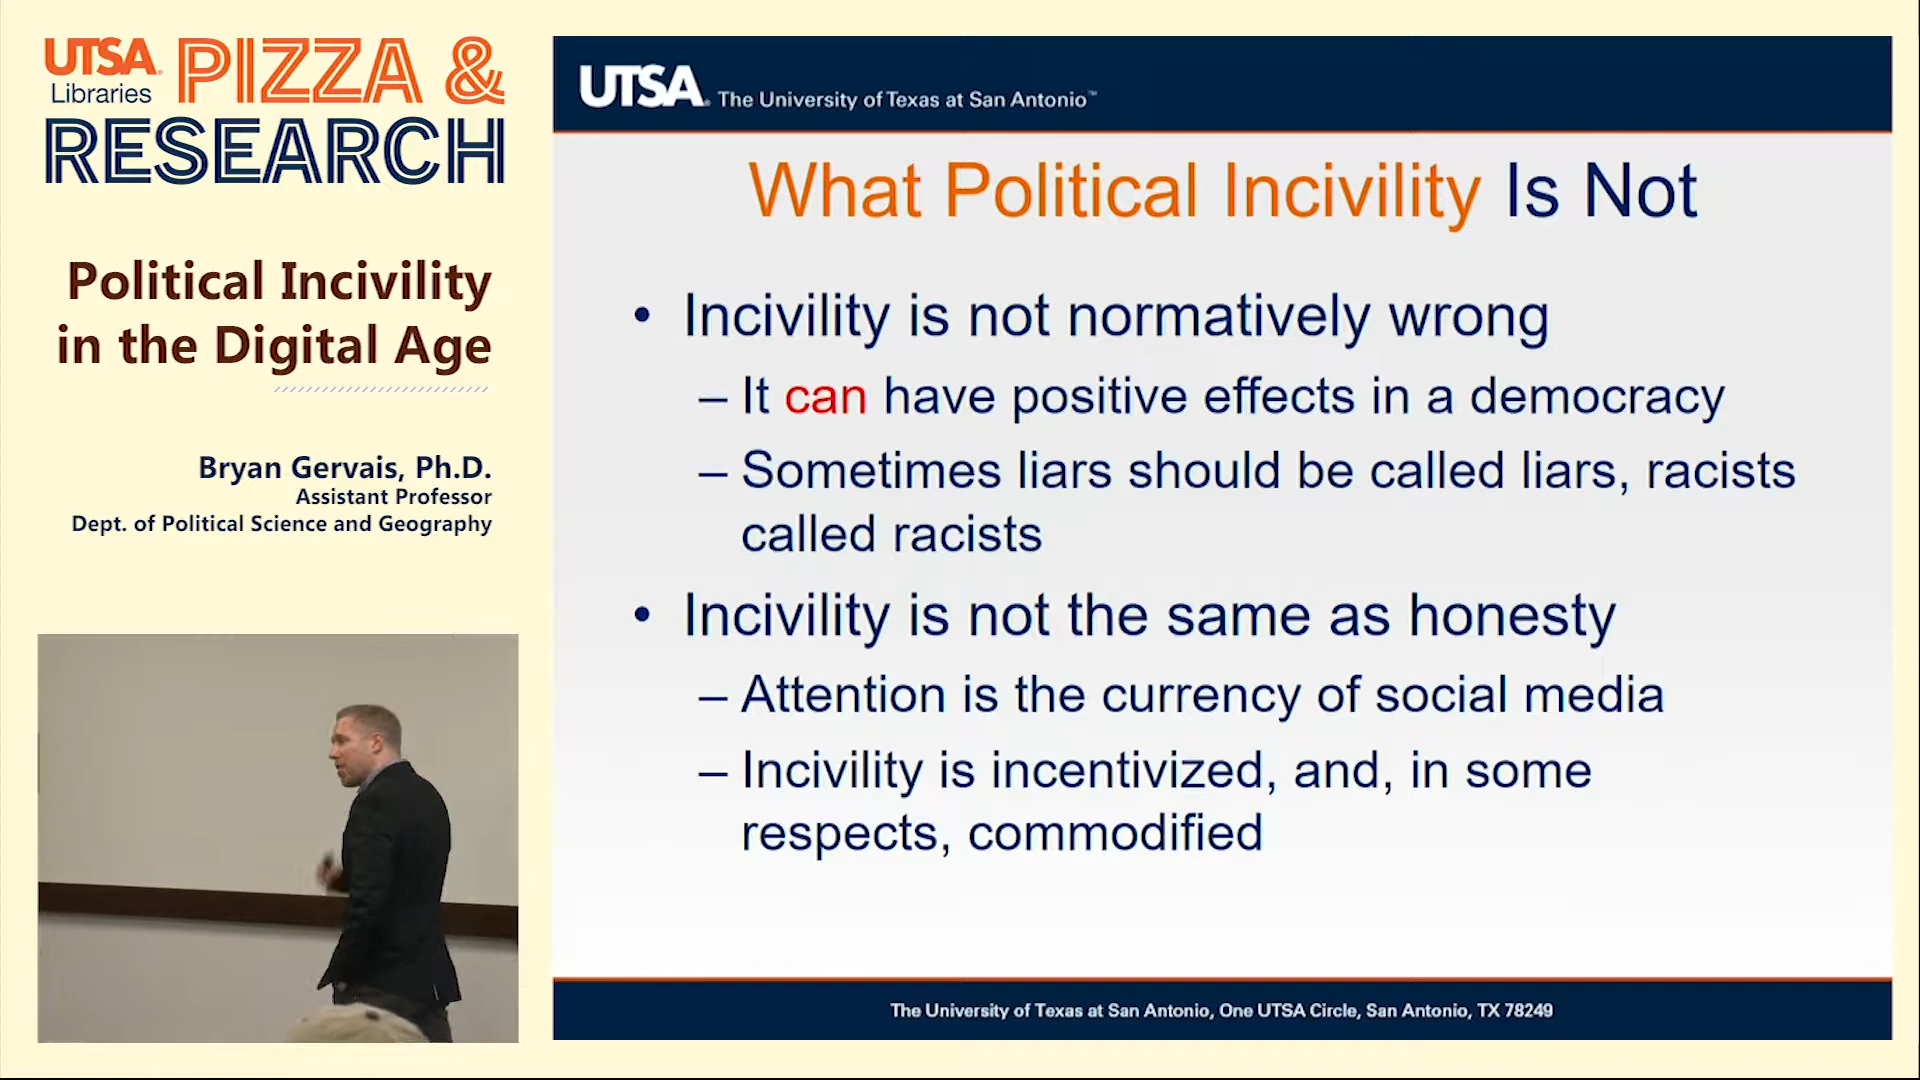 UTSA. PIZZA &
Libraries
RESEARCH
Political Incivility
in the Digital Age
Bryan Gervais, Ph.D.
Assistant Professor
Dept. of Political Science and Geography
UTSA. The University of Texas at San Antonio™
What Political Incivility Is Not
• Incivility is not normatively wrong
– It can have positive effects in a democracy
– Sometimes liars should be called liars, racists
called racists
• Incivility is not the same as honesty
– Attention is the currency of social media
– Incivility is incentivized, and, in some
respects, commodified
The University of Texas at San Antonio, One UTSA Circle, San Antonio, TX 78249